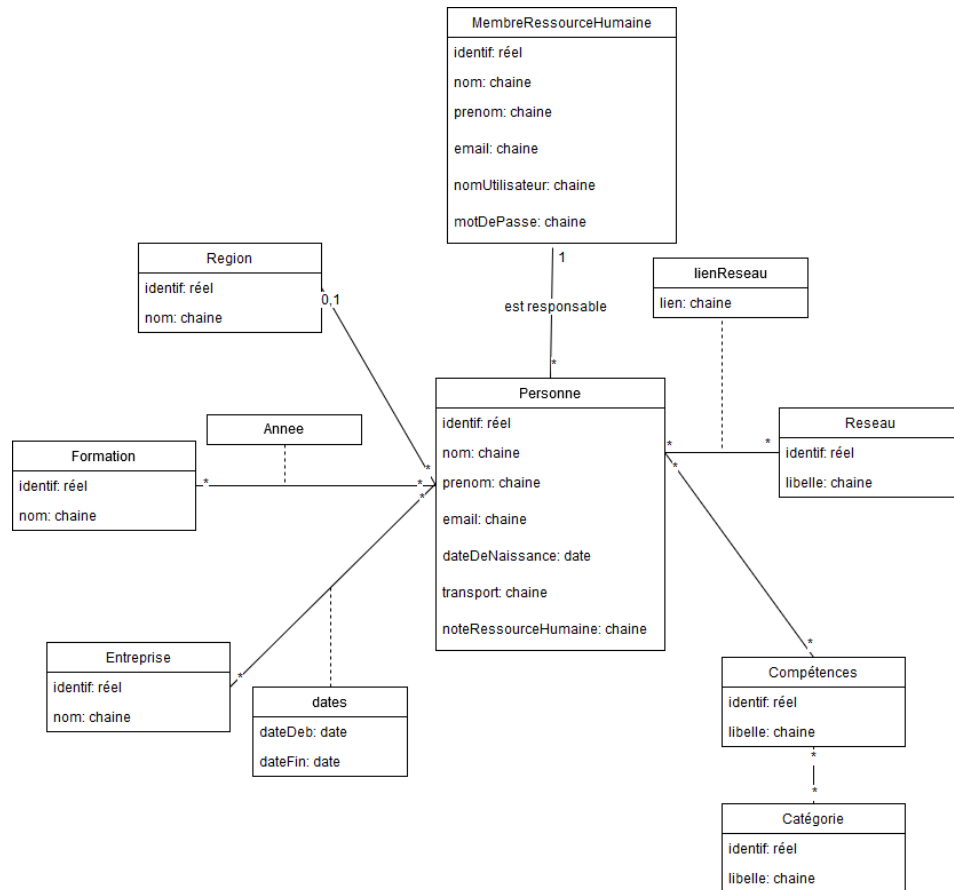 MembreRessourceHumaine
identif: réel
nom: chaine
prenom: chaine
email: chaine
nomUtilisateur: chaine
motDePasse: chaine
1
est responsable
*
Region
identif: réel
nom: chaine
0,1
*
lienReseau
lien: chaine
Annee
Formation
identif: réel
nom: chaine
*
*
Personne
identif: réel
nom: chaine
prenom: chaine
email: chaine
dateDeNaissance: date
transport: chaine
noteRessourceHumaine: chaine
*
*
Reseau
identif: réel
libelle: chaine
*
*
Entreprise
identif: réel
nom: chaine
*
*
dates
dateDeb: date
dateFin: date
Compétences
identif: réel
libelle: chaine
*
*
Catégorie
identif: réel
libelle: chaine